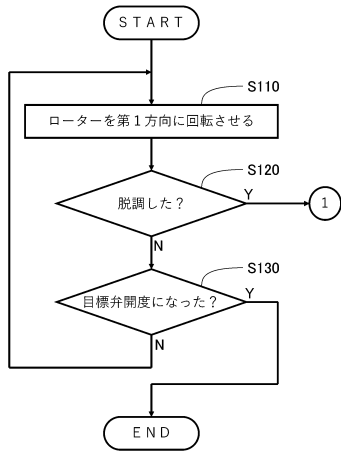 ＳＴＡＲＴ
S110
ローターを第１方向に回転させる
S120
脱調した？
Y
1
N
S130
目標弁開度になった？
Y
N
ＥＮＤ